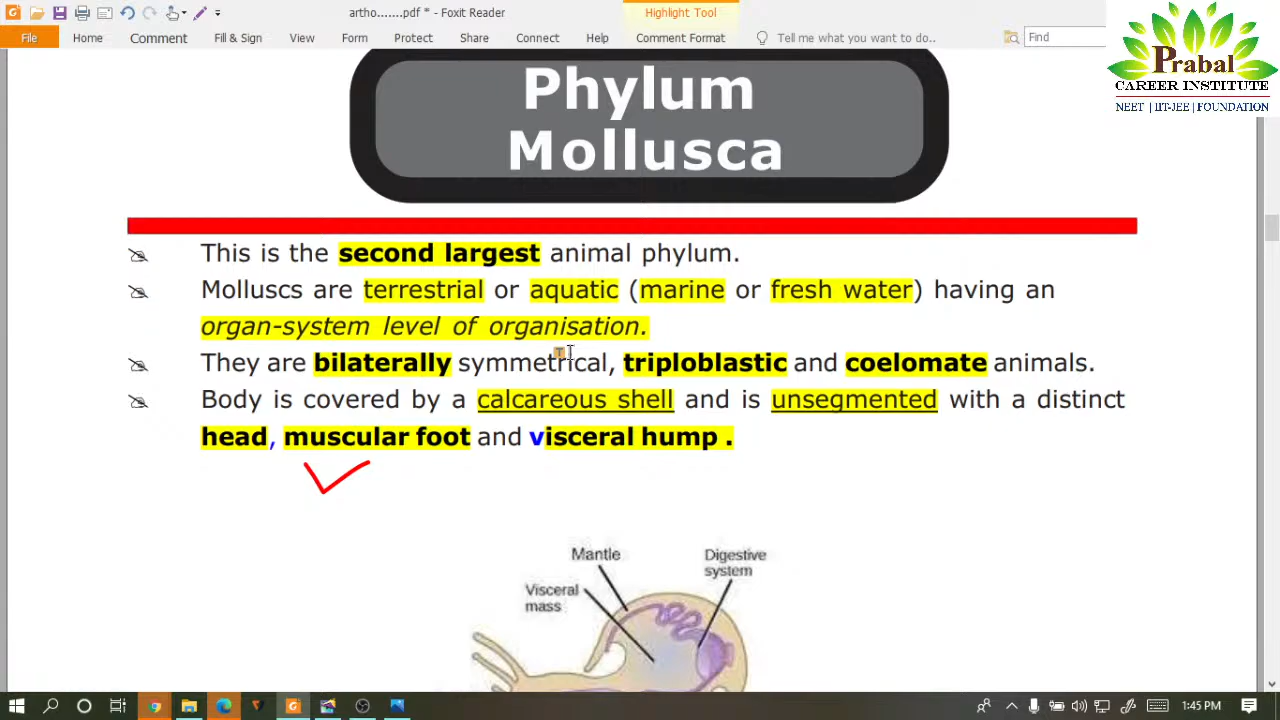 artho.......pdf * - Foxit Reader
Highlight Tool
File Home Comment Fill & Sign View Form Protect Share Connect Help Comment Format Tell me what you want to do.. Find
Prabal
CAREER INSTITUTE
NEET | IIT-JEE | FOUNDATION
Phylum
Mollusca
This is the second largest animal phylum.
Molluscs are terrestrial or aquatic (marine or fresh water) having an
organ-system level of organisation.
They are bilaterally symmetrical, triploblastic and coelomate animals.
Body is covered by a calcareous shell and is unsegmented with a distinct
head, muscular foot and visceral hump .
Mantle
Digestive
system
Visceral
mass
1:45 PM